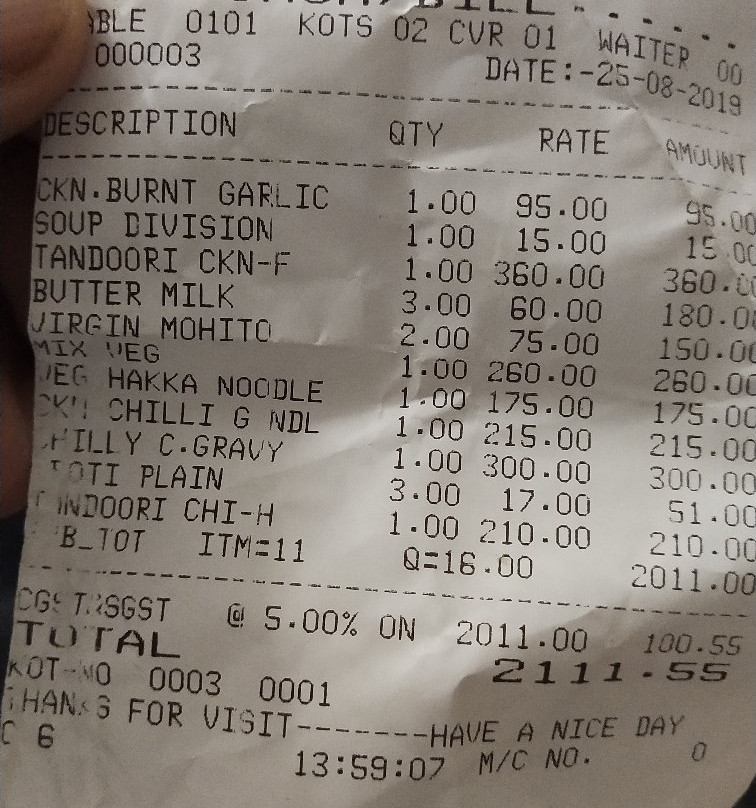 BILL
TABLE 0101 KOTS 02 CVR 01 WAITER 00
000003 DATE:-25-08-2019
DESCRIPTION QTY RATE AMOUNT
CKN.BURNT GARLIC 1.00 95.00 95.00
SOUP DIVISION 1.00 15.00 15.00
TANDOORI CKN-F 1.00 360.00 360.00
BUTTER MILK 3.00 60.00 180.00
VIRGIN MOHITO 2.00 75.00 150.00
MIX VEG 1.00 260.00 260.00
VEG HAKKA NOODLE 1.00 175.00 175.00
CKN CHILLI G NDL 1.00 215.00 215.00
CHILLY C.GRAVY 1.00 300.00 300.00
ROTI PLAIN 3.00 17.00 51.00
TANDOORI CHI-H 1.00 210.00 210.00
SUB_TOT ITM=11 Q=16.00 2011.00
@ 5.00% ON 2011.00 100.55
TOTAL 2111.55
KOT-NO 0003 0001
THANKS FOR VISIT-------HAVE A NICE DAY
C 6 13:59:07 M/C NO. 0